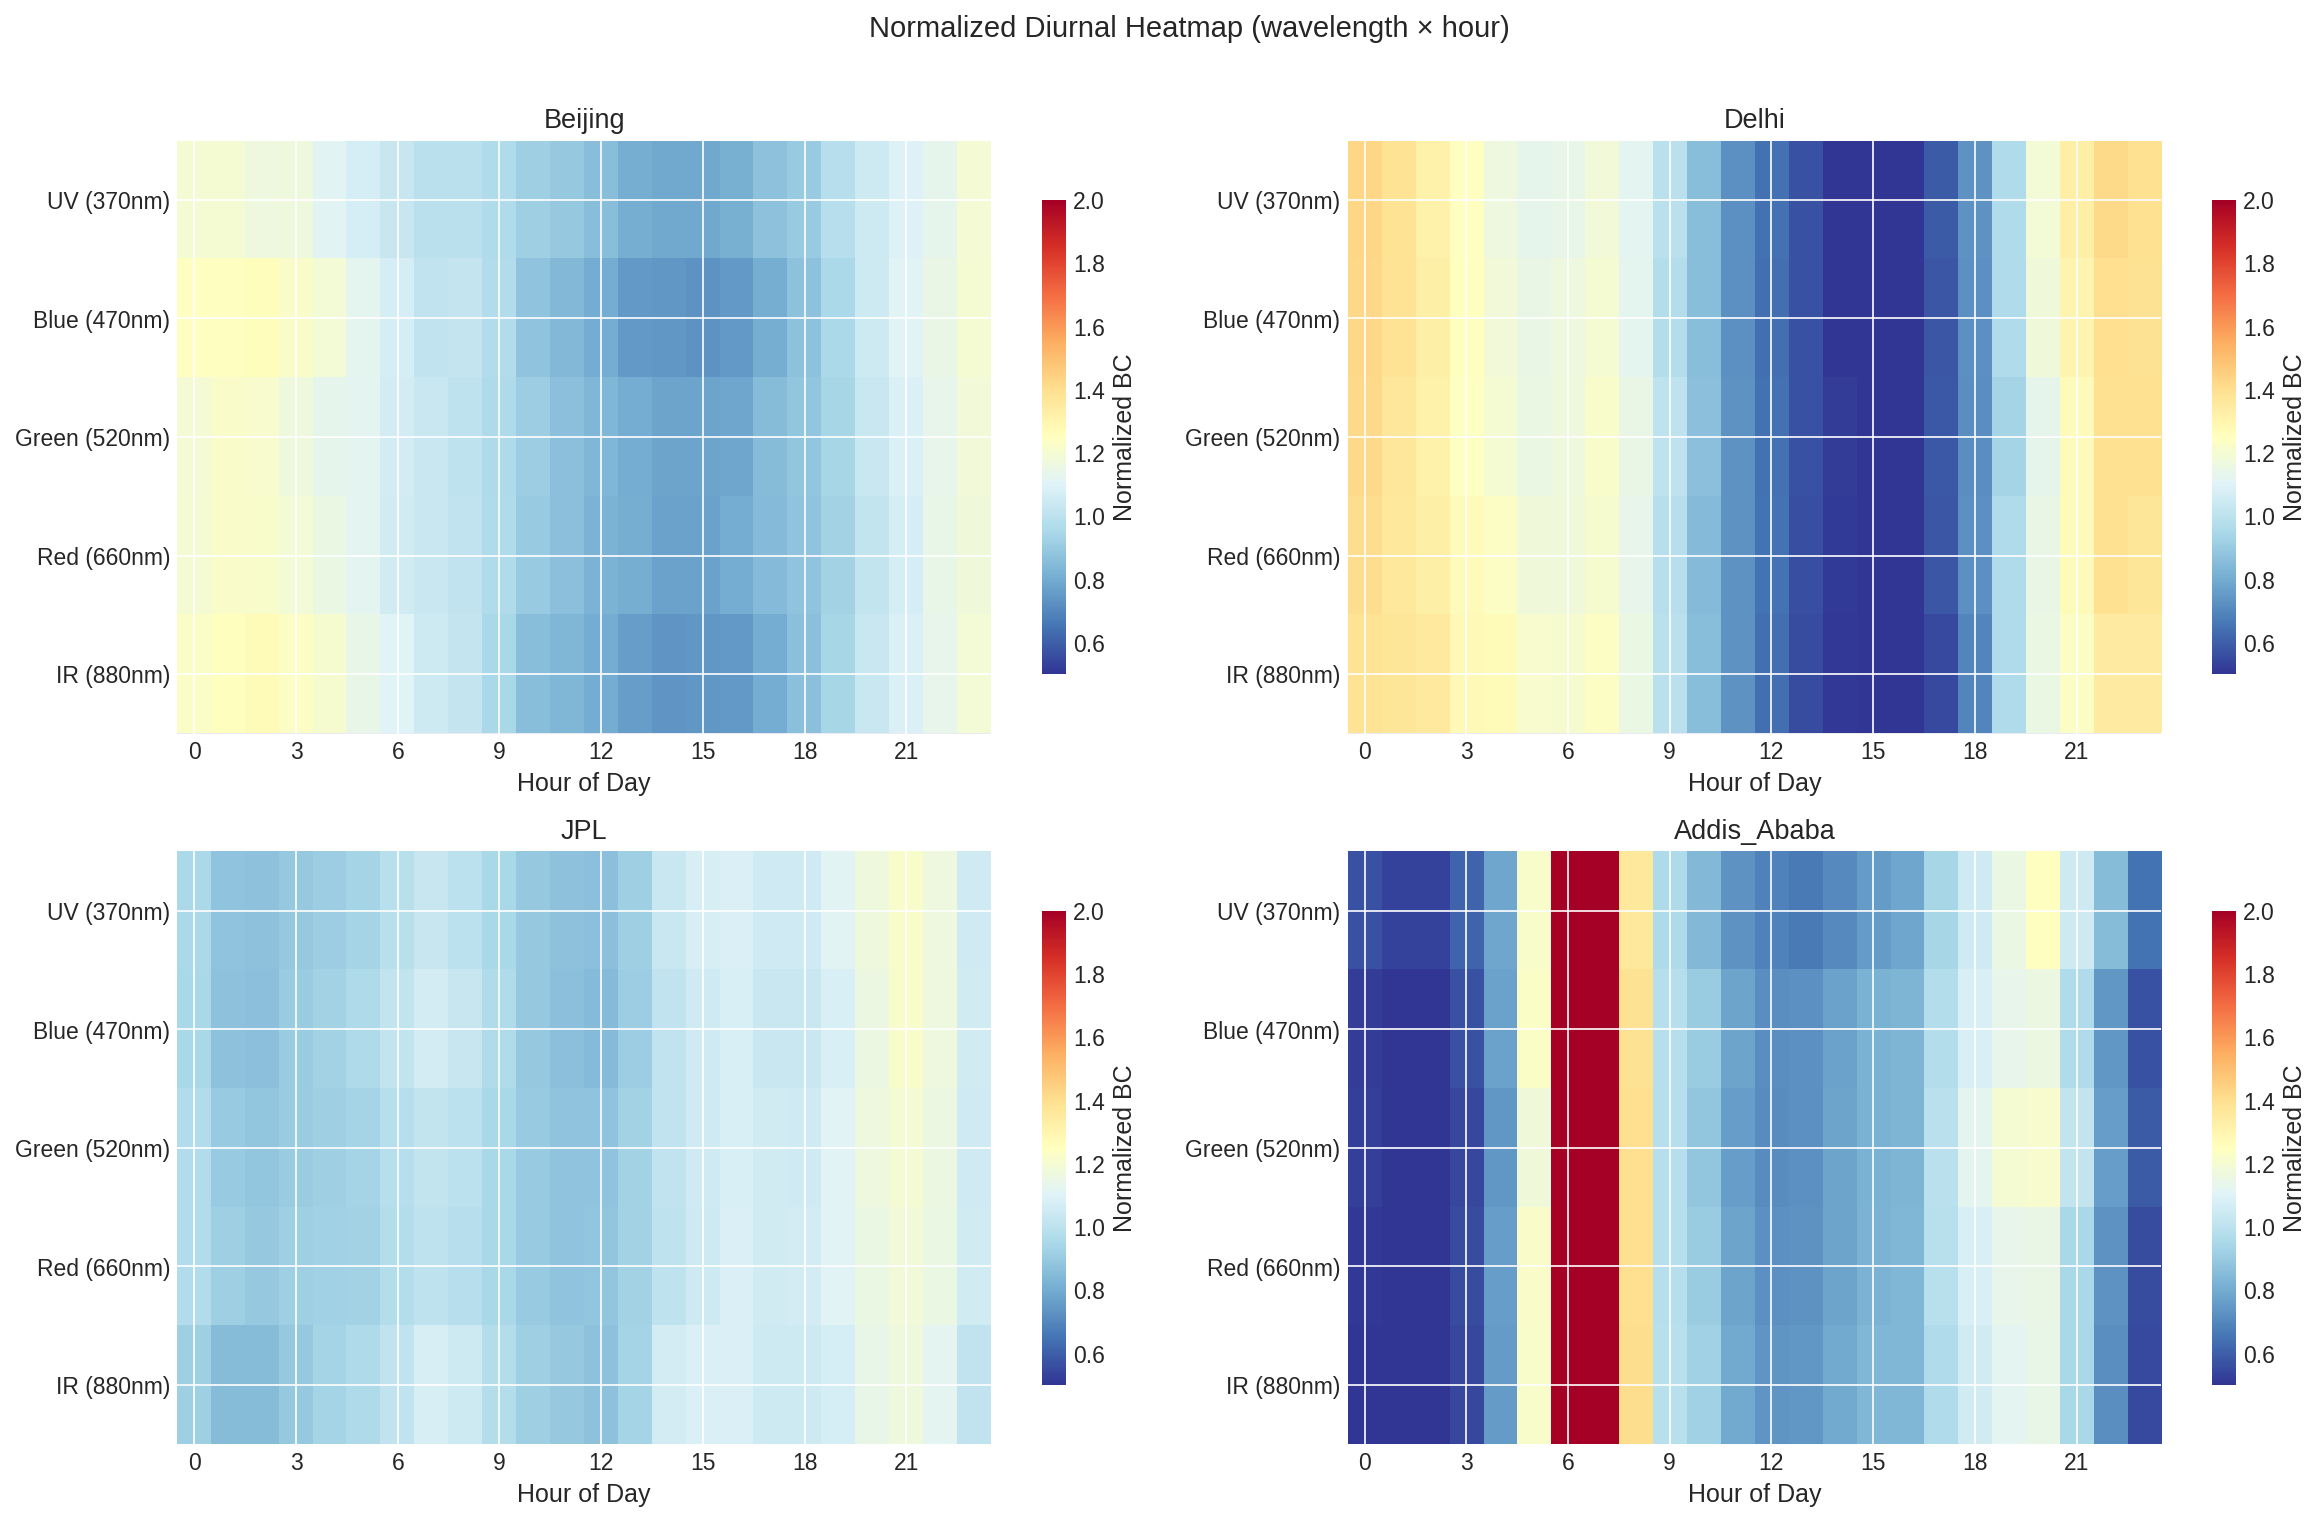 Normalized Diurnal Heatmap (wavelength × hour)
Beijing
UV (370nm)
Blue (470nm)
Green (520nm)
Red (660nm)
IR (880nm)
0 3 6 9 12 15 18 21
Hour of Day
2.0
1.8
1.6
1.4
1.2
1.0
0.8
0.6
Normalized BC
Delhi
UV (370nm)
Blue (470nm)
Green (520nm)
Red (660nm)
IR (880nm)
0 3 6 9 12 15 18 21
Hour of Day
2.0
1.8
1.6
1.4
1.2
1.0
0.8
0.6
Normalized BC
JPL
UV (370nm)
Blue (470nm)
Green (520nm)
Red (660nm)
IR (880nm)
0 3 6 9 12 15 18 21
Hour of Day
2.0
1.8
1.6
1.4
1.2
1.0
0.8
0.6
Normalized BC
Addis_Ababa
UV (370nm)
Blue (470nm)
Green (520nm)
Red (660nm)
IR (880nm)
0 3 6 9 12 15 18 21
Hour of Day
2.0
1.8
1.6
1.4
1.2
1.0
0.8
0.6
Normalized BC